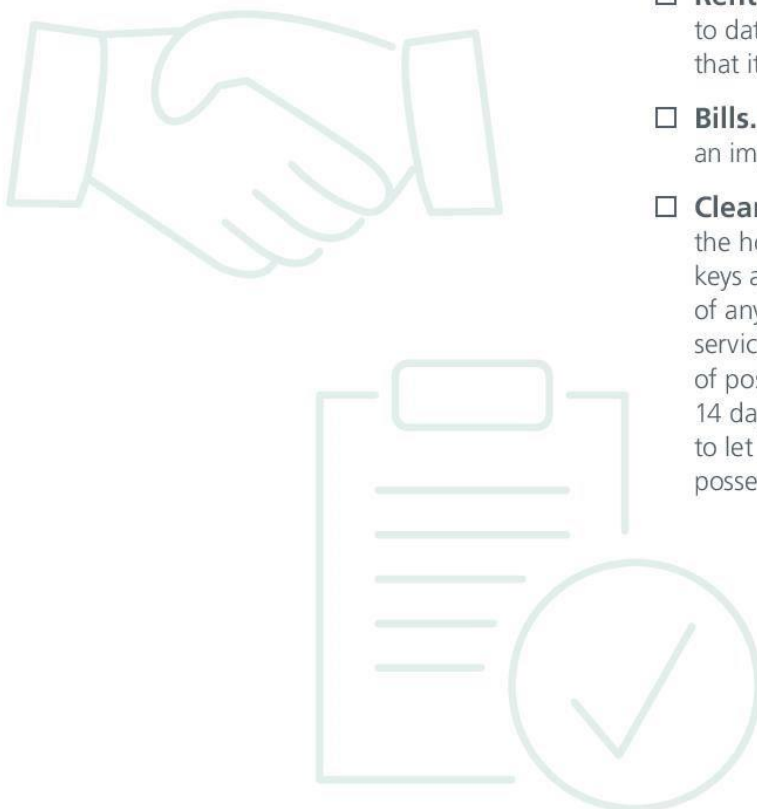 to dat
that it
☐ Bills.
an im
☐ Clear
the ho
keys a
of any
servic
of pos
14 da
to let
posse